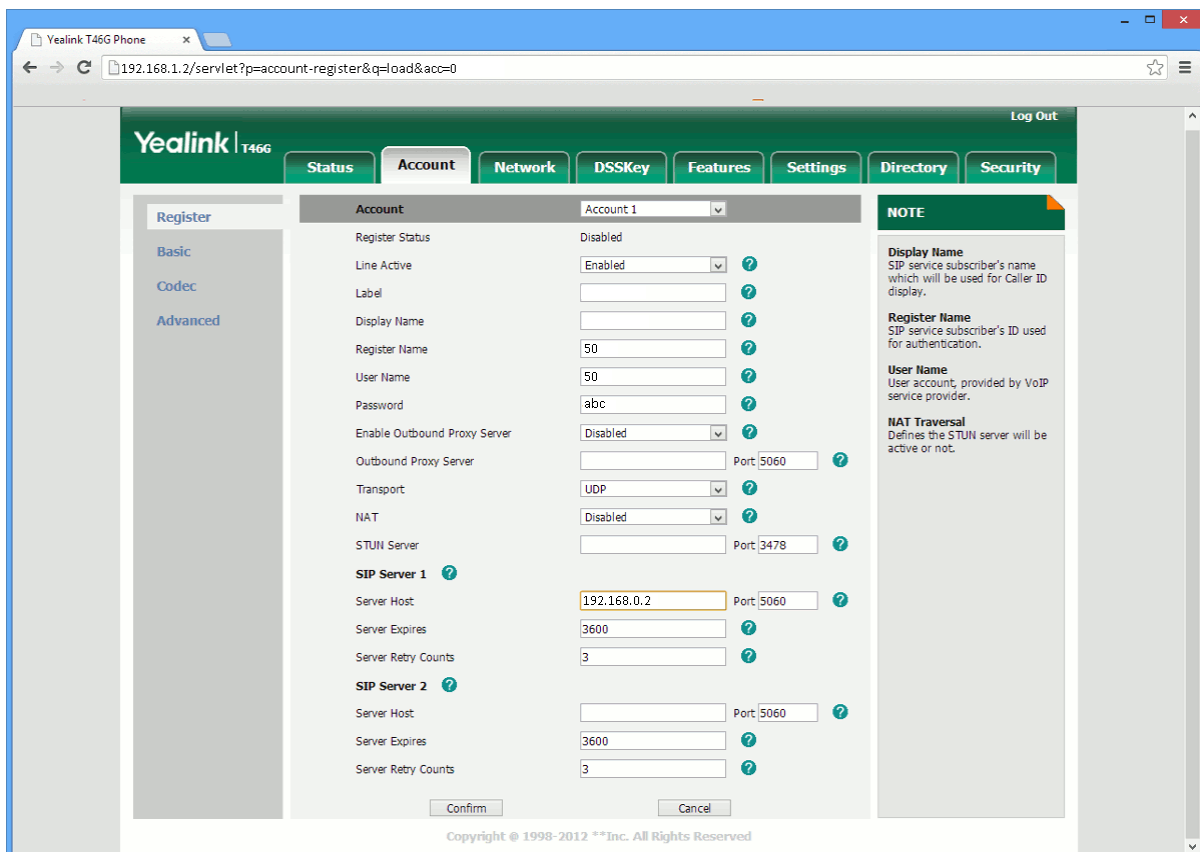 Yealink T46G Phone
192.168.1.2/servlet?p=account-register&q=load&acc=0
Log Out
Yealink T46G
Status Account Network DSSKey Features Settings Directory Security
Register
Basic
Codec
Advanced
Account Account 1
Register Status Disabled
Line Active Enabled ?
Label ?
Display Name ?
Register Name 50 ?
User Name 50 ?
Password abc ?
Enable Outbound Proxy Server Disabled ?
Outbound Proxy Server Port 5060 ?
Transport UDP ?
NAT Disabled ?
STUN Server Port 3478 ?
SIP Server 1 ?
Server Host 192.168.0.2 Port 5060 ?
Server Expires 3600 ?
Server Retry Counts 3 ?
SIP Server 2 ?
Server Host Port 5060 ?
Server Expires 3600 ?
Server Retry Counts 3 ?
Confirm Cancel
NOTE
Display Name
SIP service subscriber's name
which will be used for Caller ID
display.
Register Name
SIP service subscriber's ID used
for authentication.
User Name
User account, provided by VoIP
service provider.
NAT Traversal
Defines the STUN server will be
active or not.
Copyright © 1998-2012 **Inc. All Rights Reserved